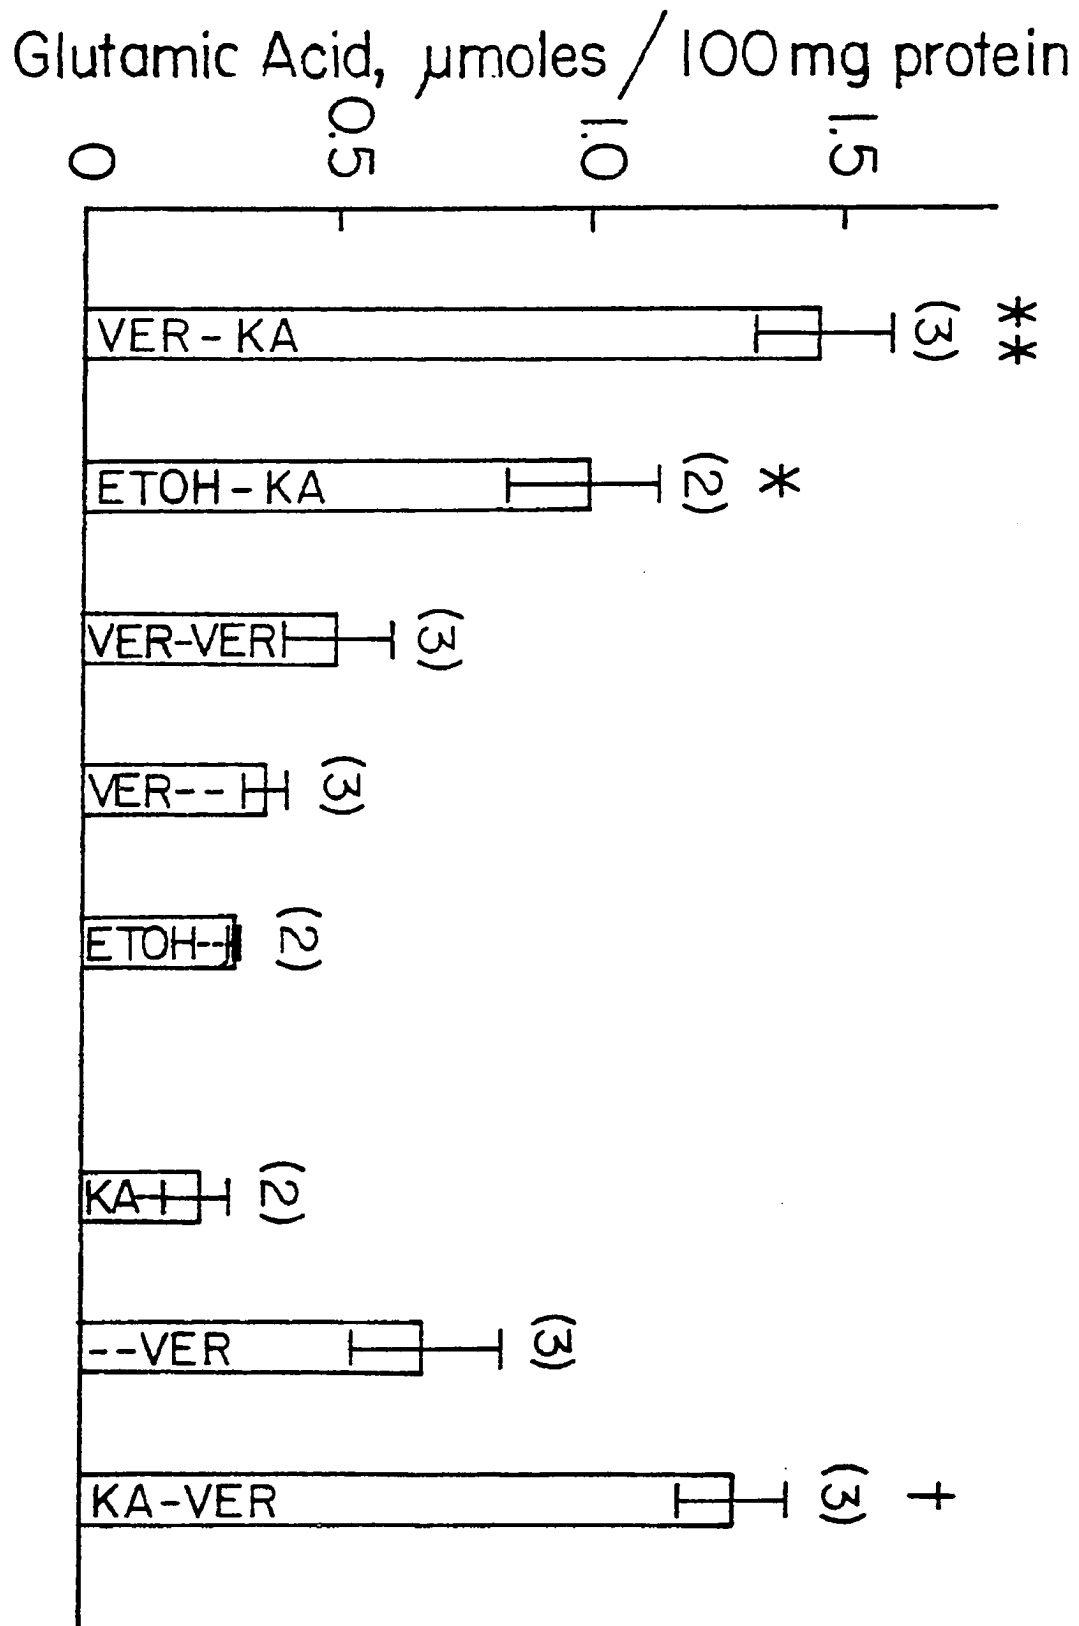 Glutamic Acid, μmoles / 100 mg protein
0 0.5 1.0 1.5
VER - KA (3) **
ETOH - KA (2) *
VER-VER (3)
VER-- (3)
ETOH-- (2)
KA-- (2)
--VER (3)
KA-VER (3) †